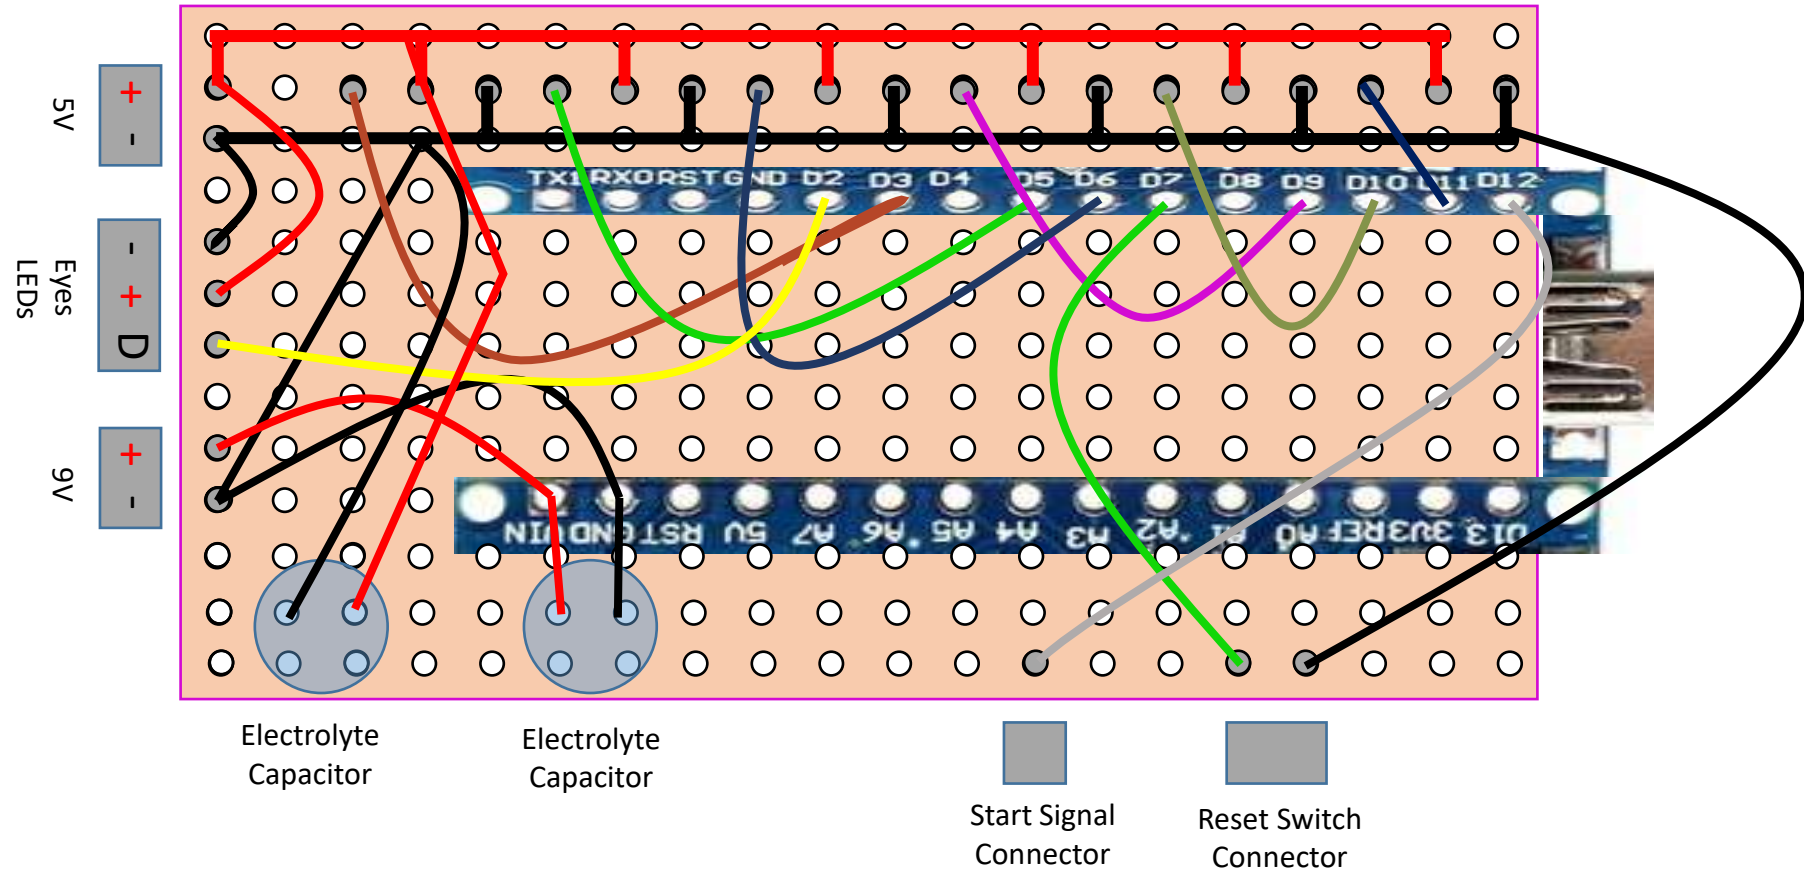 +
-
5V
TX1 RX0 RST GND D2 D3 D4 D5 D6 D7 D8 D9 D10 D11 D12
-
+
D
Eyes
LEDs
+
-
9V
VIN GND RST 5V A7 A6 A5 A4 A3 A2 A1 A0 REF 3V3 D13
Electrolyte
Capacitor
Electrolyte
Capacitor
Start Signal
Connector
Reset Switch
Connector